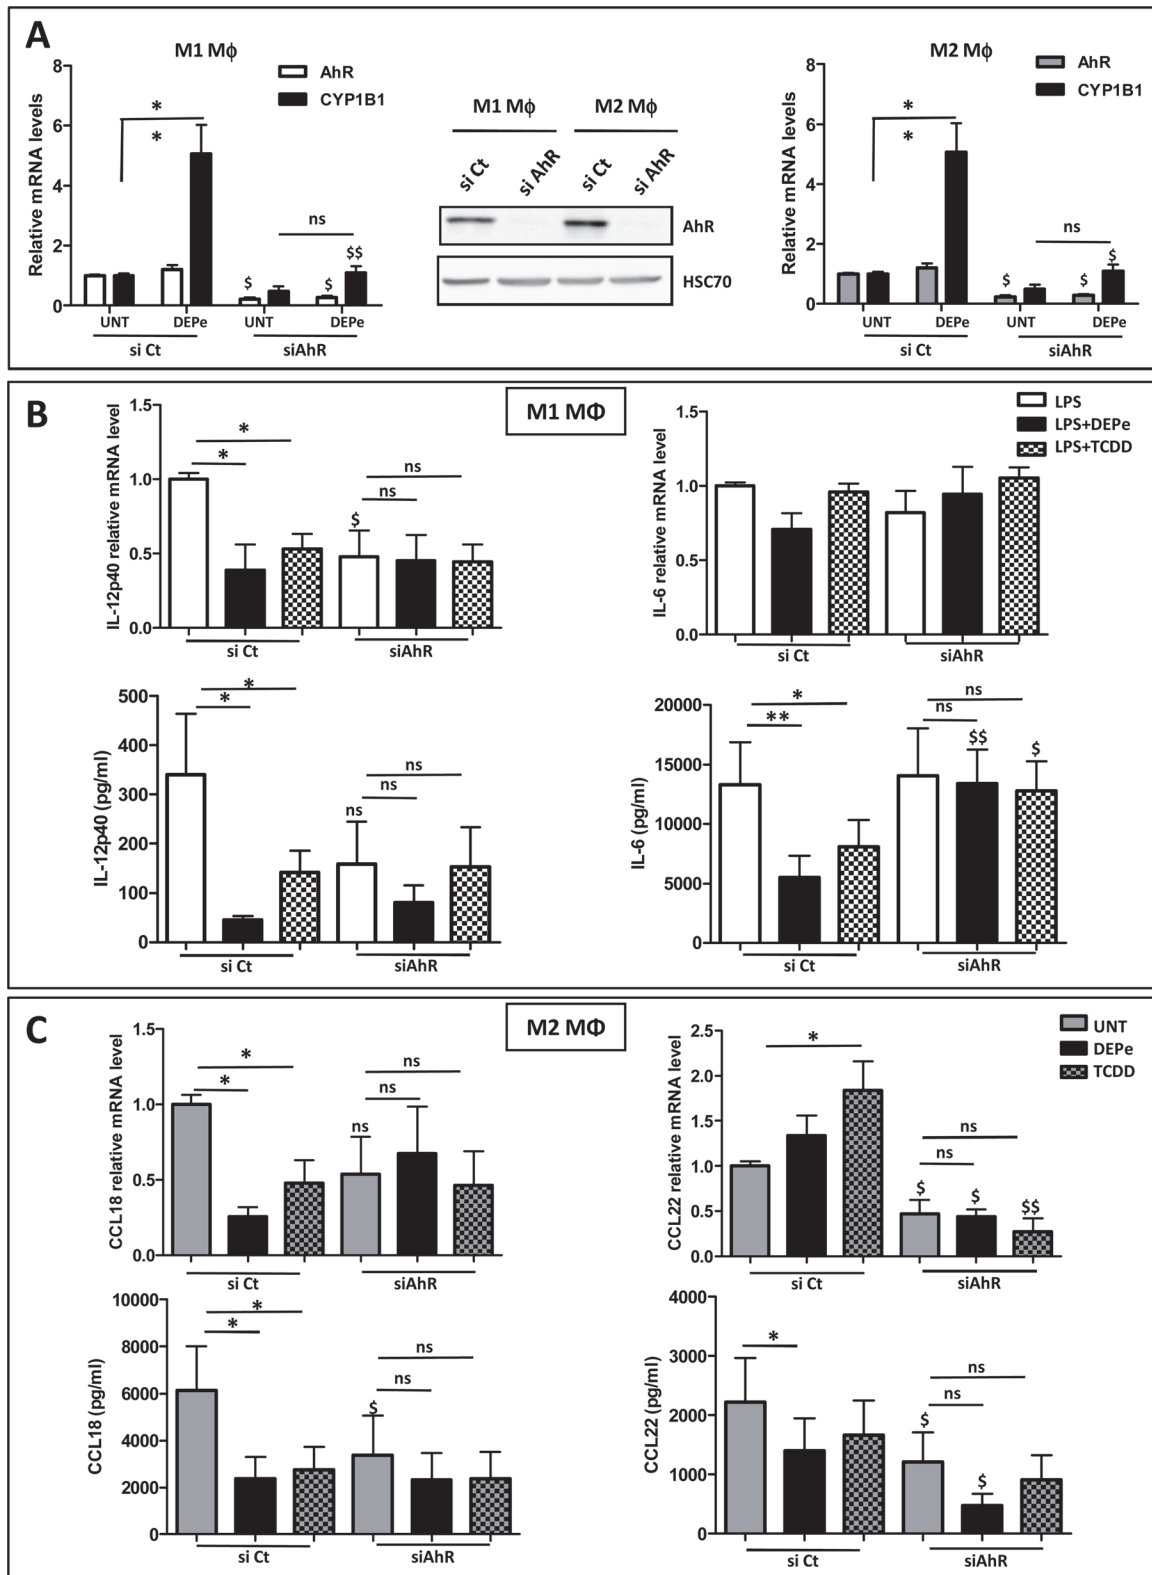 A
M1 Mϕ
AhR
CYP1B1
Relative mRNA levels
8
6
4
2
0
*
*
ns
$
$
$$
UNT
DEPe
UNT
DEPe
si Ct
siAhR
M1 Mϕ
M2 Mϕ
si Ct
si AhR
si Ct
si AhR
AhR
HSC70
M2 Mϕ
AhR
CYP1B1
Relative mRNA levels
8
6
4
2
0
*
*
ns
$
$
$
UNT
DEPe
UNT
DEPe
si Ct
siAhR
B
M1 MΦ
IL-12p40 relative mRNA level
1.5
1.0
0.5
0.0
*
*
ns
ns
$
si Ct
siAhR
LPS
LPS+DEPe
LPS+TCDD
IL-6 relative mRNA level
1.5
1.0
0.5
0.0
si Ct
siAhR
IL-12p40 (pg/ml)
500
400
300
200
100
0
*
*
ns
ns
ns
si Ct
siAhR
IL-6 (pg/ml)
20000
15000
10000
5000
0
*
**
ns
ns
$$
$
si Ct
siAhR
C
M2 MΦ
CCL18 relative mRNA level
1.5
1.0
0.5
0.0
*
*
ns
ns
ns
si Ct
siAhR
UNT
DEPe
TCDD
CCL22 relative mRNA level
2.5
2.0
1.5
1.0
0.5
0.0
*
ns
ns
$
$
$$
si Ct
siAhR
CCL18 (pg/ml)
10000
8000
6000
4000
2000
0
*
*
ns
ns
$
si Ct
siAhR
CCL22 (pg/ml)
4000
3000
2000
1000
0
*
ns
ns
$
$
si Ct
siAhR